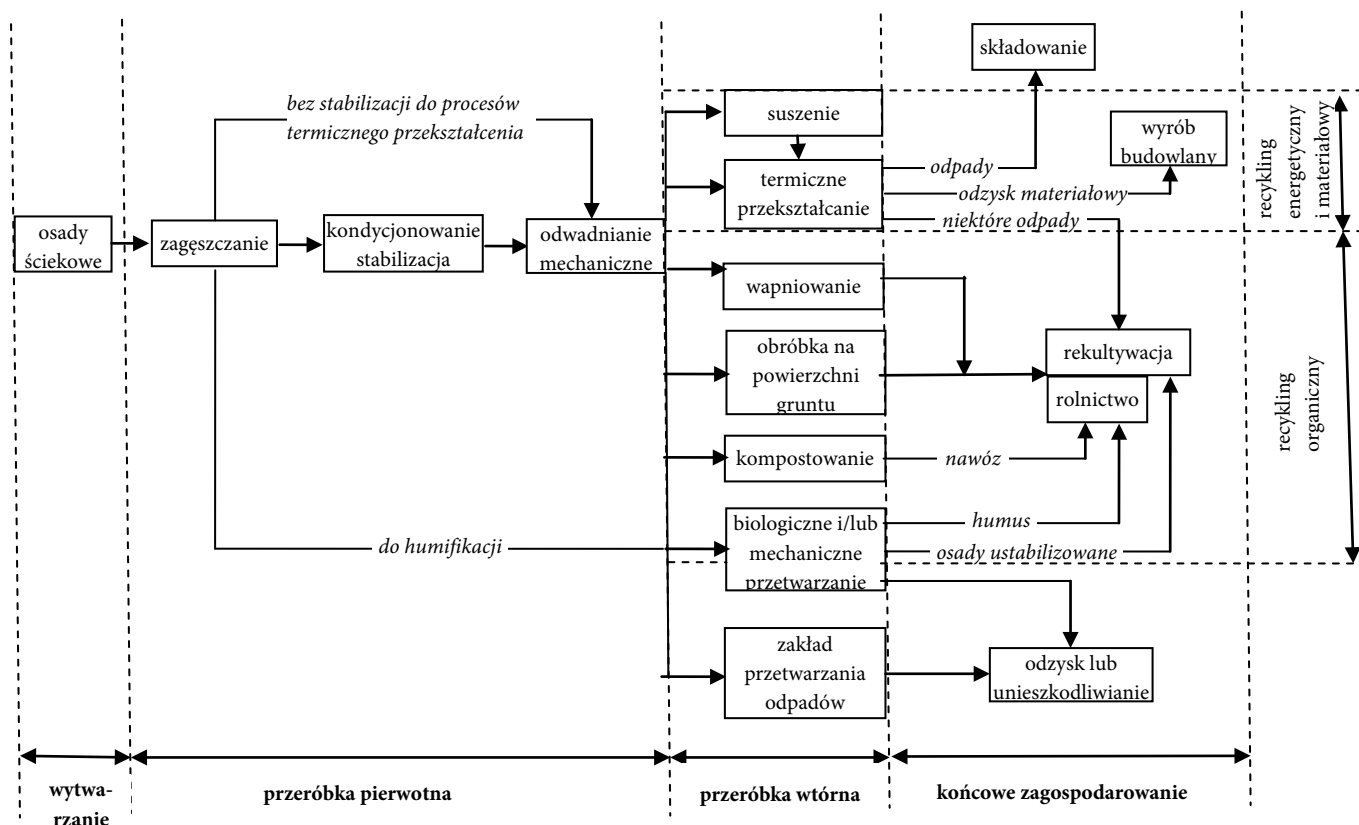 składowanie
bez stabilizacji do procesów
termicznego przekształcenia
suszenie
wyrób
budowlany
recykling
energetyczny
i materiałowy
termiczne
przekształcanie
odpady
odzysk materiałowy
niektóre odpady
osady
ściekowe
zagęszczanie
kondycjonowanie
stabilizacja
odwadnianie
mechaniczne
wapniowanie
obróbka na
powierzchni
gruntu
rekultywacja
rolnictwo
recykling
organiczny
kompostowanie
nawóz
do humifikacji
biologiczne i/lub
mechaniczne
przetwarzanie
humus
osady ustabilizowane
zakład
przetwarzania
odpadów
odzysk lub
unieszkodliwianie
wytwa-
rzanie
przeróbka pierwotna
przeróbka wtórna
końcowe zagospodarowanie